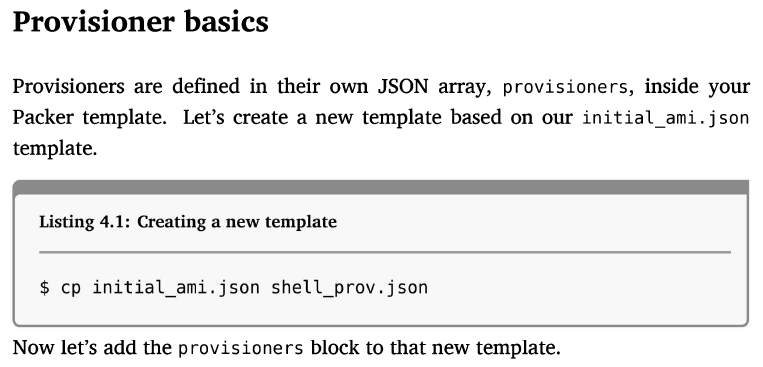 Provisioner basics
Provisioners are defined in their own JSON array, provisioners, inside your
Packer template. Let’s create a new template based on our initial_ami.json
template.
Listing 4.1: Creating a new template
$ cp initial_ami.json shell_prov.json
Now let’s add the provisioners block to that new template.